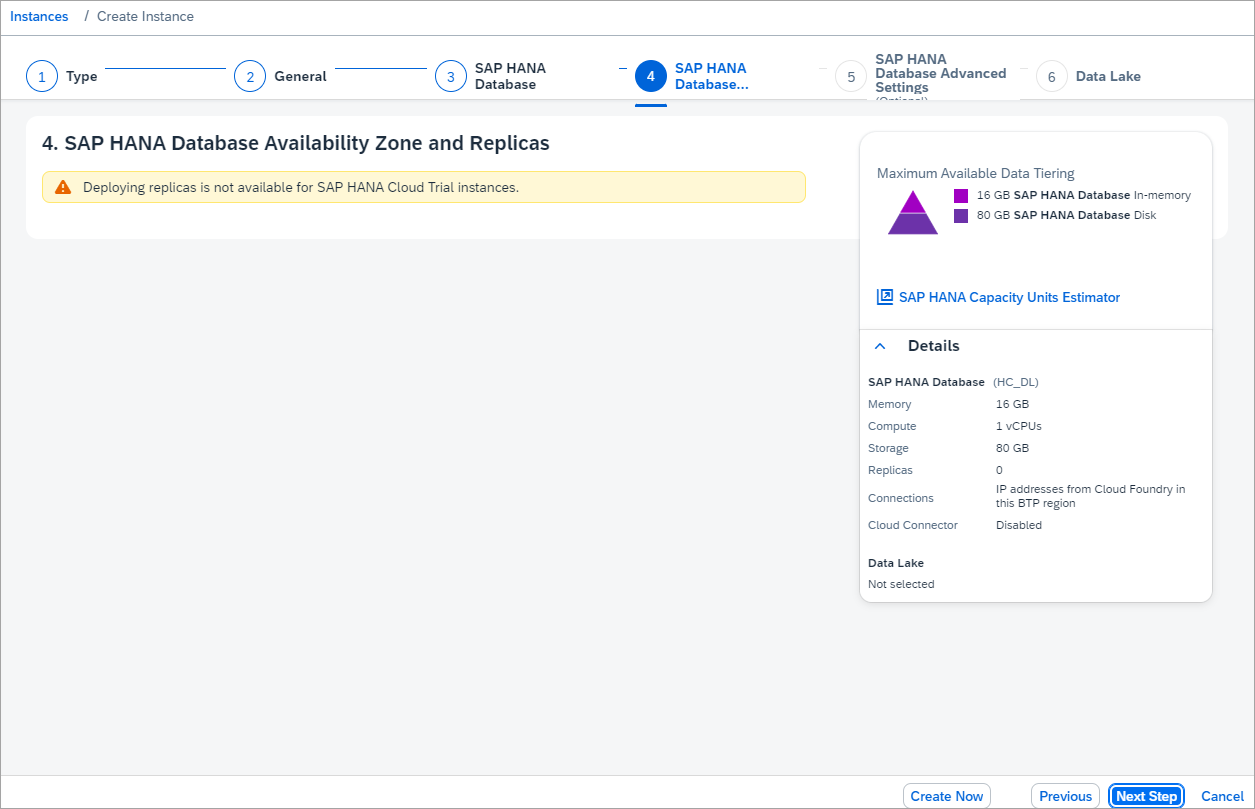 Instances / Create Instance
1 Type
2 General
3 SAP HANA
Database
4 SAP HANA
Database...
5 SAP HANA
Database Advanced
Settings
(Optional)
6 Data Lake
4. SAP HANA Database Availability Zone and Replicas
Deploying replicas is not available for SAP HANA Cloud Trial instances.
Maximum Available Data Tiering
16 GB SAP HANA Database In-memory
80 GB SAP HANA Database Disk
SAP HANA Capacity Units Estimator
Details
SAP HANA Database (HC_DL)
Memory 16 GB
Compute 1 vCPUs
Storage 80 GB
Replicas 0
Connections IP addresses from Cloud Foundry in
this BTP region
Cloud Connector Disabled
Data Lake
Not selected
Create Now Previous Next Step Cancel